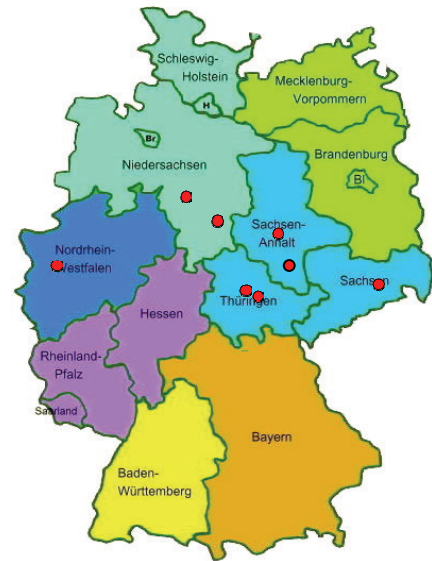 Schleswig-
Holstein
H
Mecklenburg-
Vorpommern
Br
Niedersachsen
Brandenburg
Bl
Sachsen-
Anhalt
Nordrhein-
Westfalen
Sachsen
Thüringen
Hessen
Rheinland-
Pfalz
Saarland
Bayern
Baden-
Württemberg